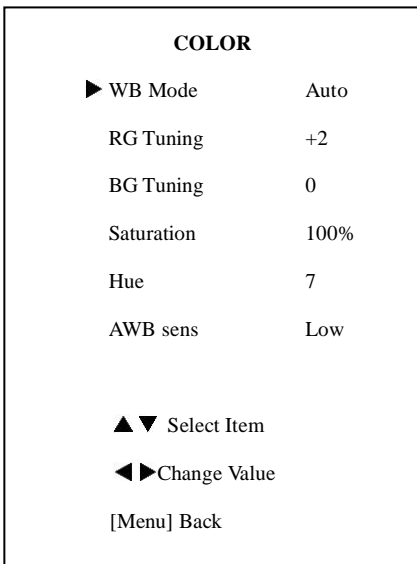 COLOR
▶ WB Mode Auto
RG Tuning +2
BG Tuning 0
Saturation 100%
Hue 7
AWB sens Low
▲ ▼ Select Item
◀ ▶Change Value
[Menu] Back